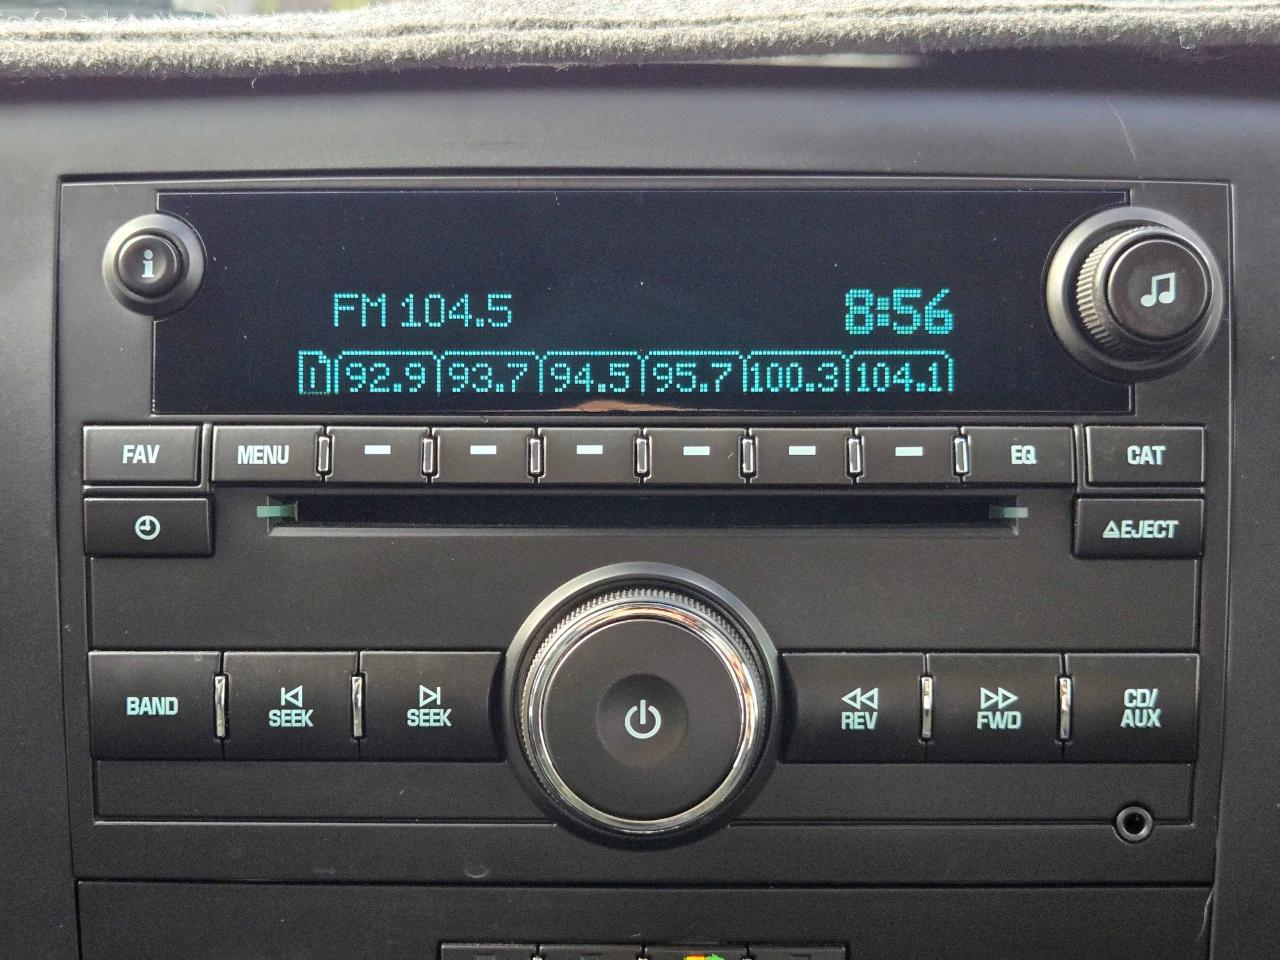 i
FM 104.5 8:56
1 92.9 93.7 94.5 95.7 100.3 104.1
FAV MENU EQ CAT
EJECT
BAND SEEK SEEK REV FWD CD/
AUX